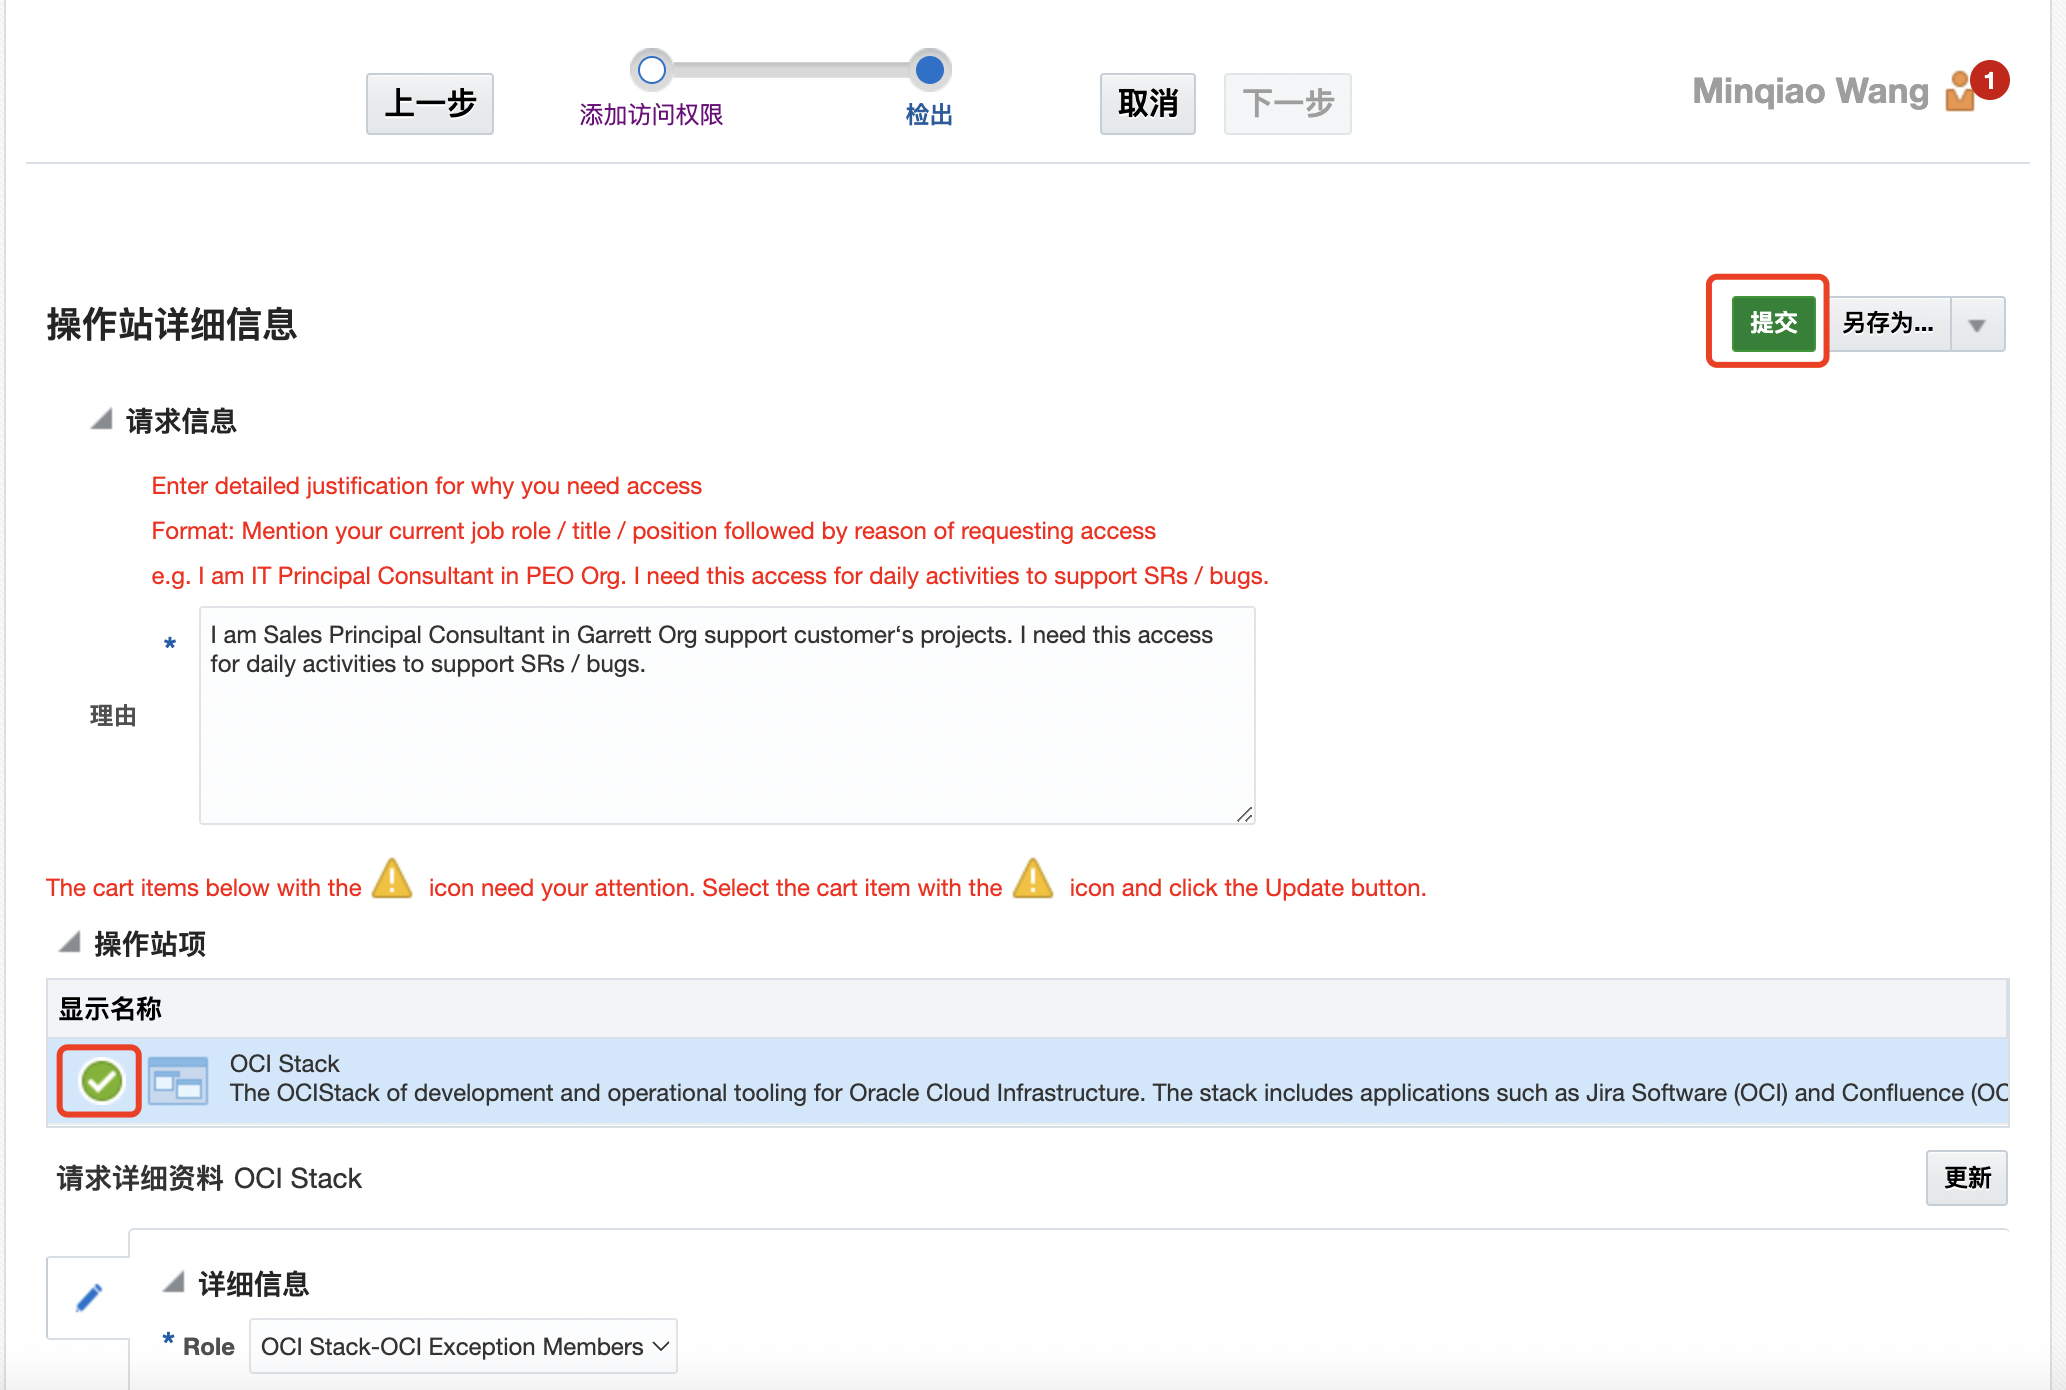 上一步
添加访问权限
检出
取消
下一步
Minqiao Wang
1
操作站详细信息
提交
另存为...
请求信息
Enter detailed justification for why you need access
Format: Mention your current job role / title / position followed by reason of requesting access
e.g. I am IT Principal Consultant in PEO Org. I need this access for daily activities to support SRs / bugs.
* 理由
I am Sales Principal Consultant in Garrett Org support customer‘s projects. I need this access
for daily activities to support SRs / bugs.
The cart items below with the icon need your attention. Select the cart item with the icon and click the Update button.
操作站项
显示名称
OCI Stack
The OCIStack of development and operational tooling for Oracle Cloud Infrastructure. The stack includes applications such as Jira Software (OCI) and Confluence (OC
请求详细资料 OCI Stack
更新
详细信息
* Role OCI Stack-OCI Exception Members